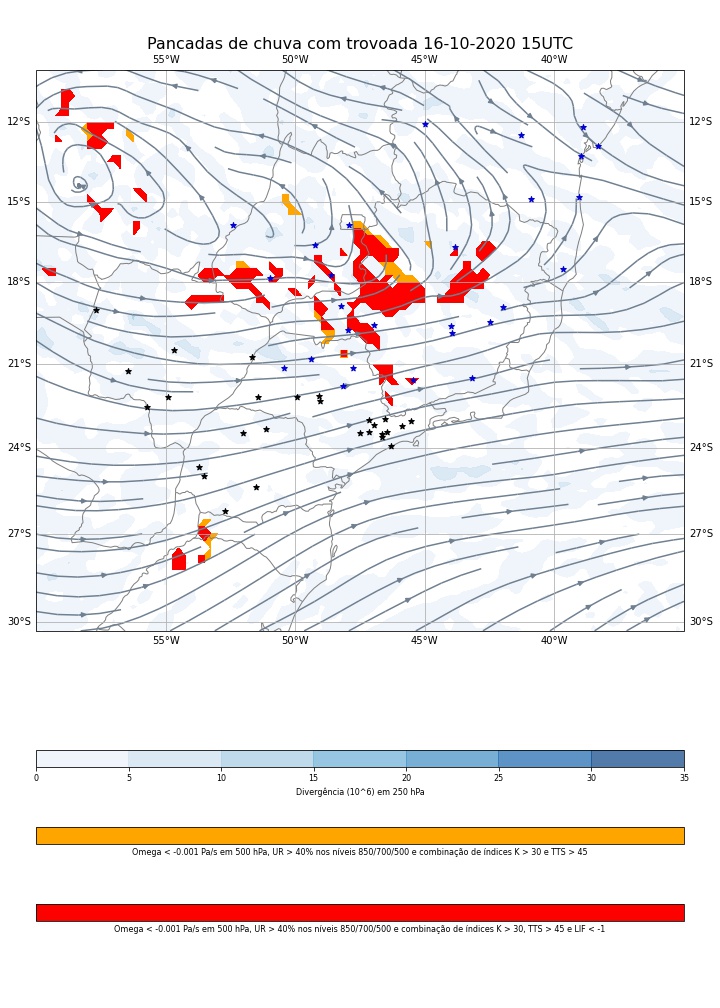 Pancadas de chuva com trovoada 16-10-2020 15UTC
55°W 50°W 45°W 40°W
12°S 12°S
15°S 15°S
18°S 18°S
21°S 21°S
24°S 24°S
27°S 27°S
30°S 30°S
55°W 50°W 45°W 40°W
0 5 10 15 20 25 30 35
Divergência (10^6) em 250 hPa
Omega < -0.001 Pa/s em 500 hPa, UR > 40% nos níveis 850/700/500 e combinação de índices K > 30 e TTS > 45
Omega < -0.001 Pa/s em 500 hPa, UR > 40% nos níveis 850/700/500 e combinação de índices K > 30, TTS > 45 e LIF < -1